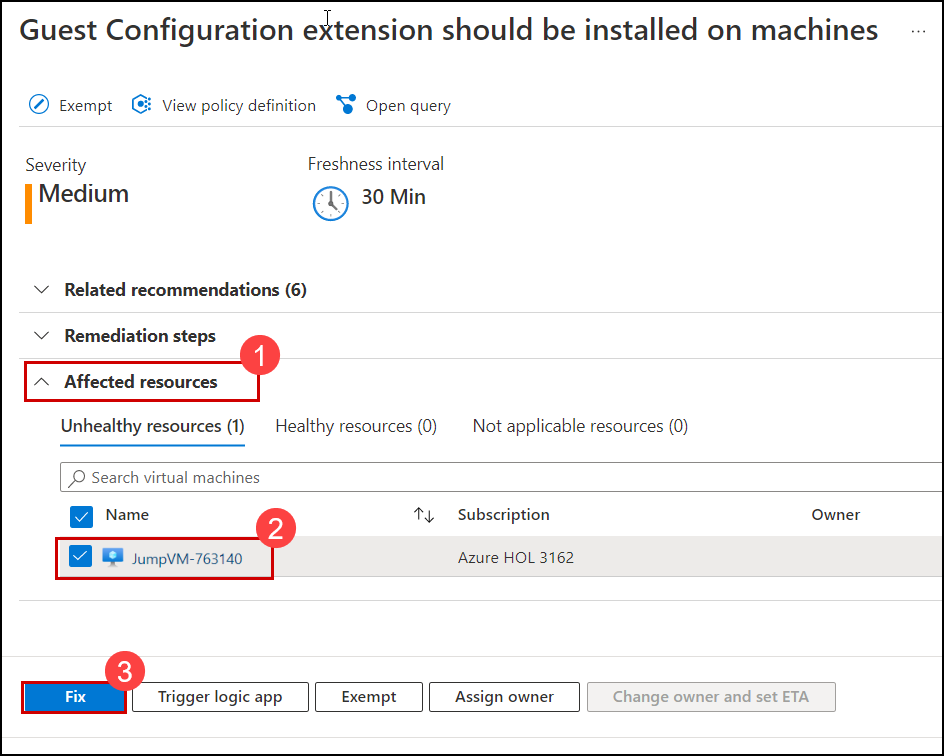 Guest Configuration extension should be installed on machines ...
Exempt View policy definition Open query
Severity Freshness interval
Medium 30 Min
Related recommendations (6)
Remediation steps
1
Affected resources
Unhealthy resources (1) Healthy resources (0) Not applicable resources (0)
Search virtual machines
Name ↑↓ Subscription Owner
2
JumpVM-763140 Azure HOL 3162
3
Fix Trigger logic app Exempt Assign owner Change owner and set ETA